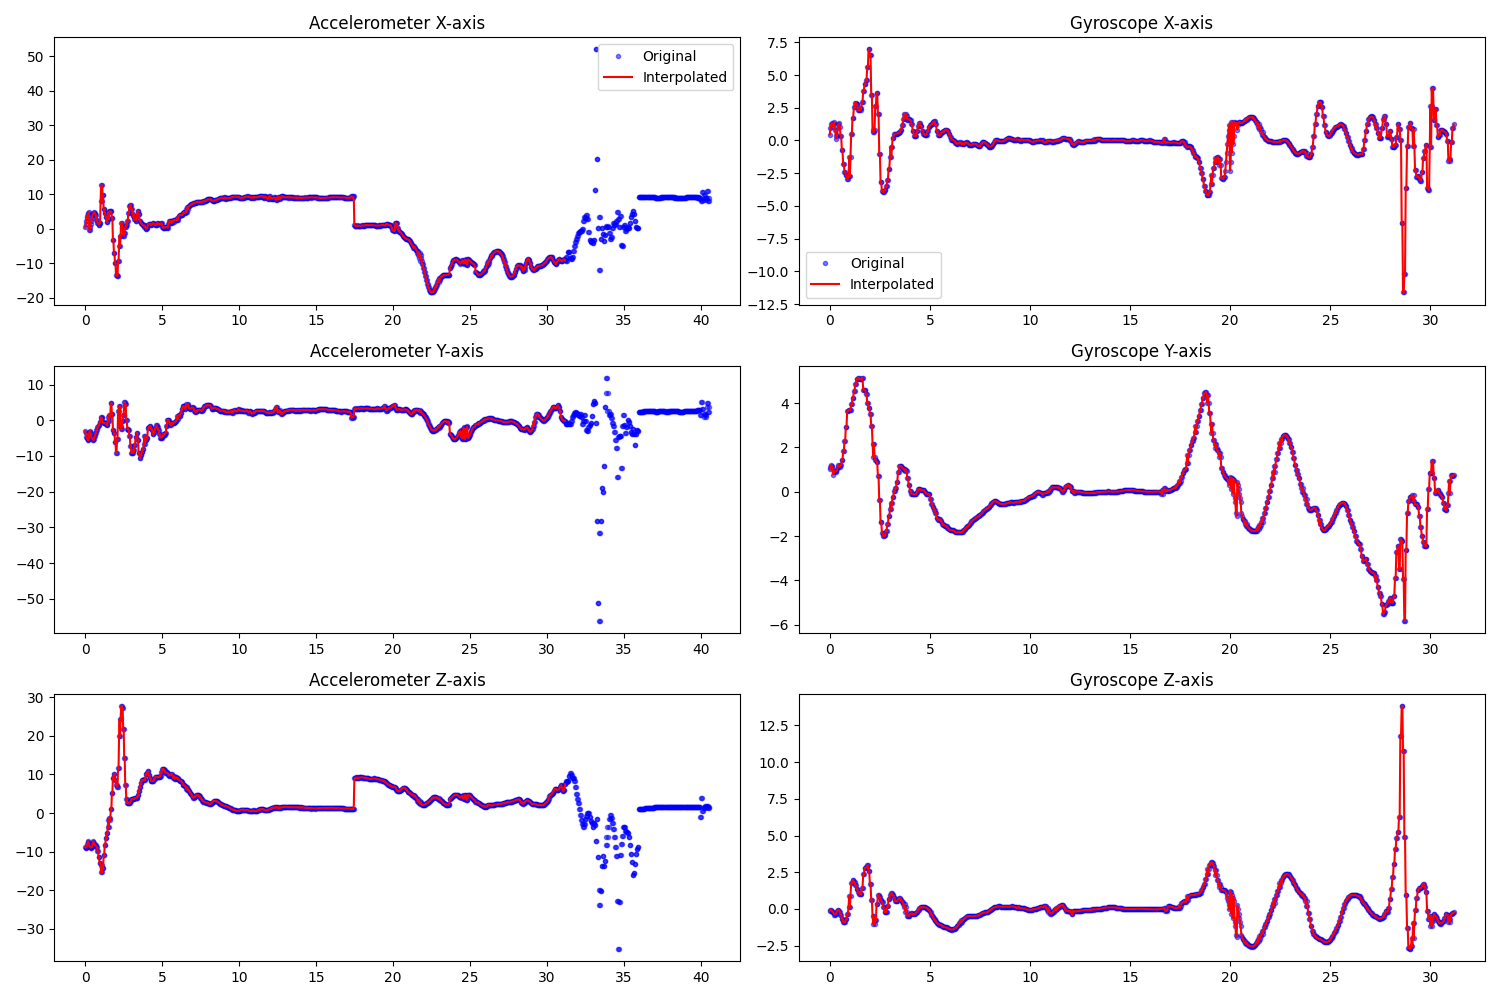 Accelerometer X-axis
50
40
30
20
10
0
−10
−20
0 5 10 15 20 25 30 35 40
Original
Interpolated
Gyroscope X-axis
7.5
5.0
2.5
0.0
−2.5
−5.0
−7.5
−10.0
−12.5
0 5 10 15 20 25 30
Original
Interpolated
Accelerometer Y-axis
10
0
−10
−20
−30
−40
−50
0 5 10 15 20 25 30 35 40
Gyroscope Y-axis
4
2
0
−2
−4
−6
0 5 10 15 20 25 30
Accelerometer Z-axis
30
20
10
0
−10
−20
−30
0 5 10 15 20 25 30 35 40
Gyroscope Z-axis
12.5
10.0
7.5
5.0
2.5
0.0
−2.5
0 5 10 15 20 25 30